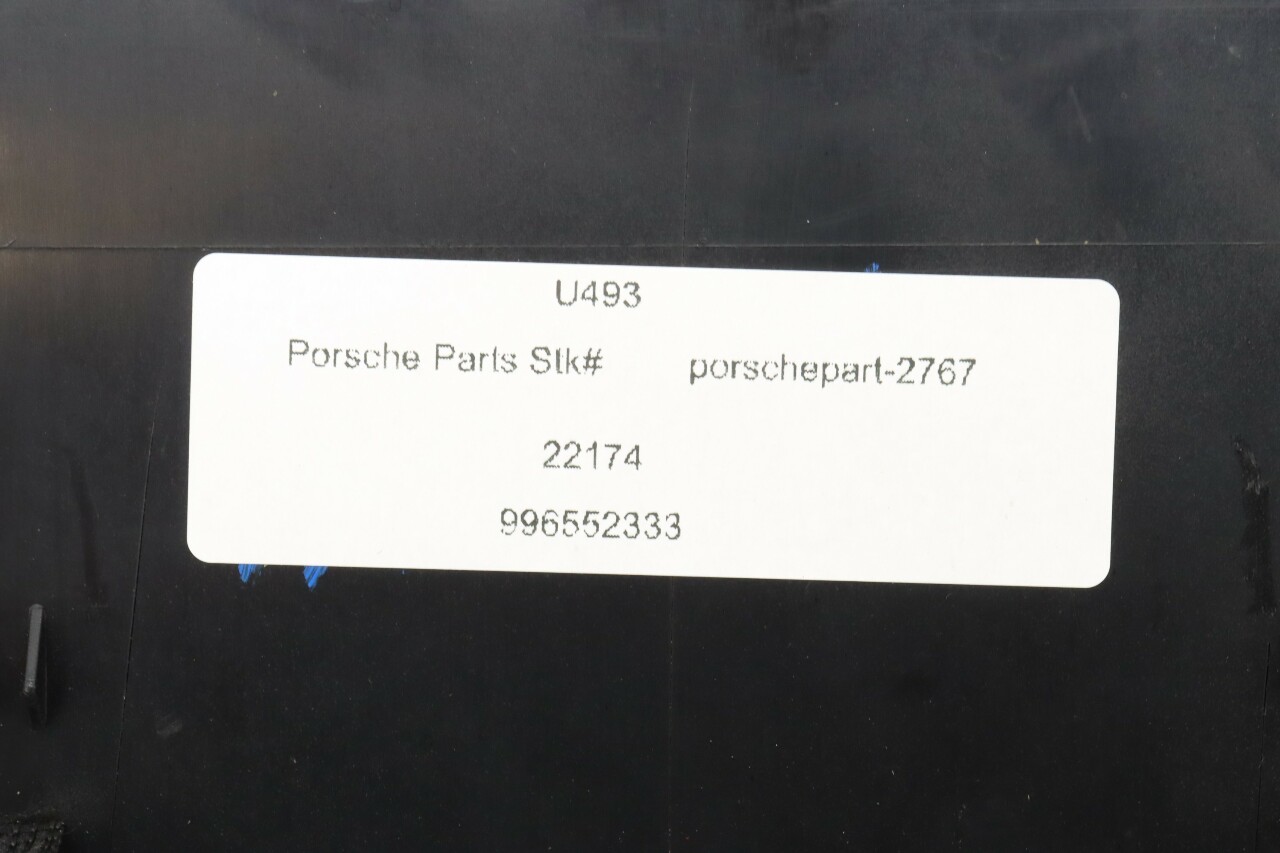 U493
Porsche Parts Stk# porschepart-2767
22174
996552333